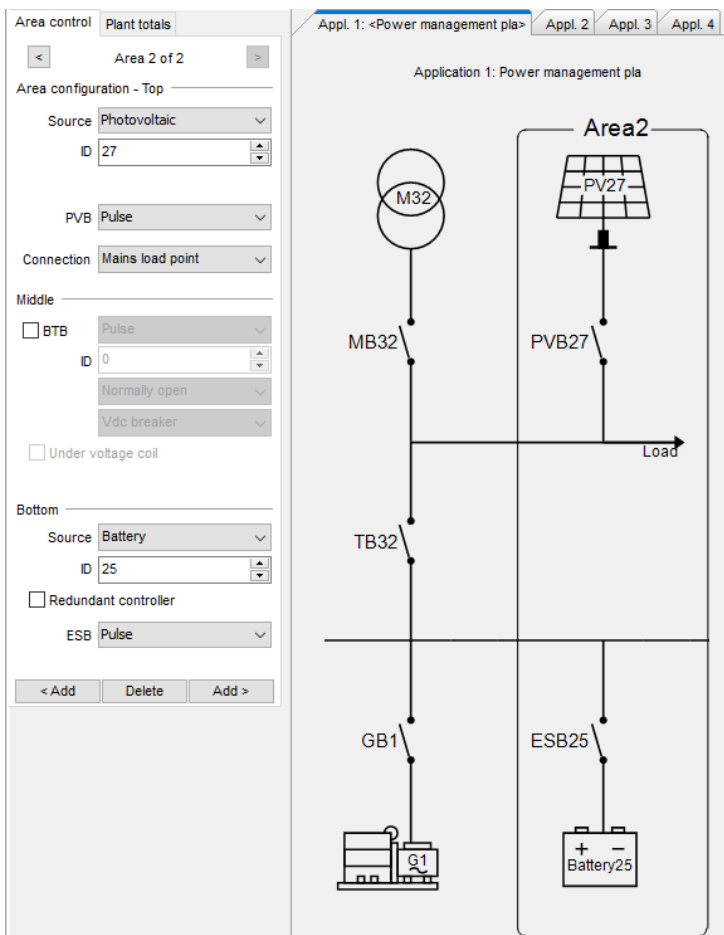 Area control
Plant totals
<
Area 2 of 2
>
Area configuration - Top
Source
Photovoltaic
ID
27
PVB
Pulse
Connection
Mains load point
Middle
BTB
Pulse
ID
0
Normally open
Vdc breaker
Under voltage coil
Bottom
Source
Battery
ID
25
Redundant controller
ESB
Pulse
< Add
Delete
Add >
Appl. 1: <Power management pla>
Appl. 2
Appl. 3
Appl. 4
Application 1: Power management pla
Area2
M32
PV27
MB32
PVB27
Load
TB32
GB1
ESB25
G1
+ −
Battery25